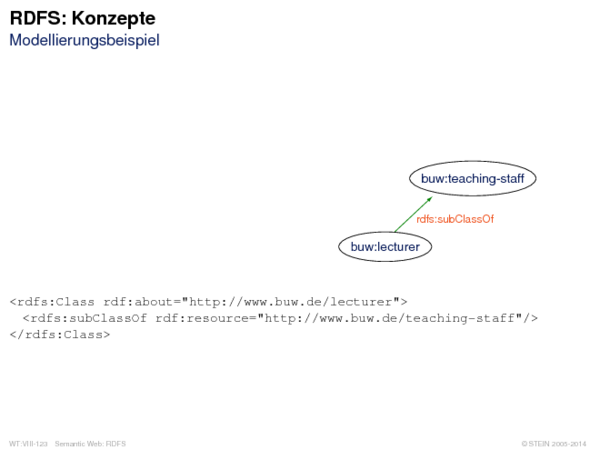 RDFS: Konzepte
Modellierungsbeispiel
buw:teaching-staff
rdfs:subClassOf
buw:lecturer
<rdfs:Class rdf:about="http://www.buw.de/lecturer">
<rdfs:subClassOf rdf:resource="http://www.buw.de/teaching-staff"/>
</rdfs:Class>
WT:VIII-123 Semantic Web: RDFS © STEIN 2005-2014